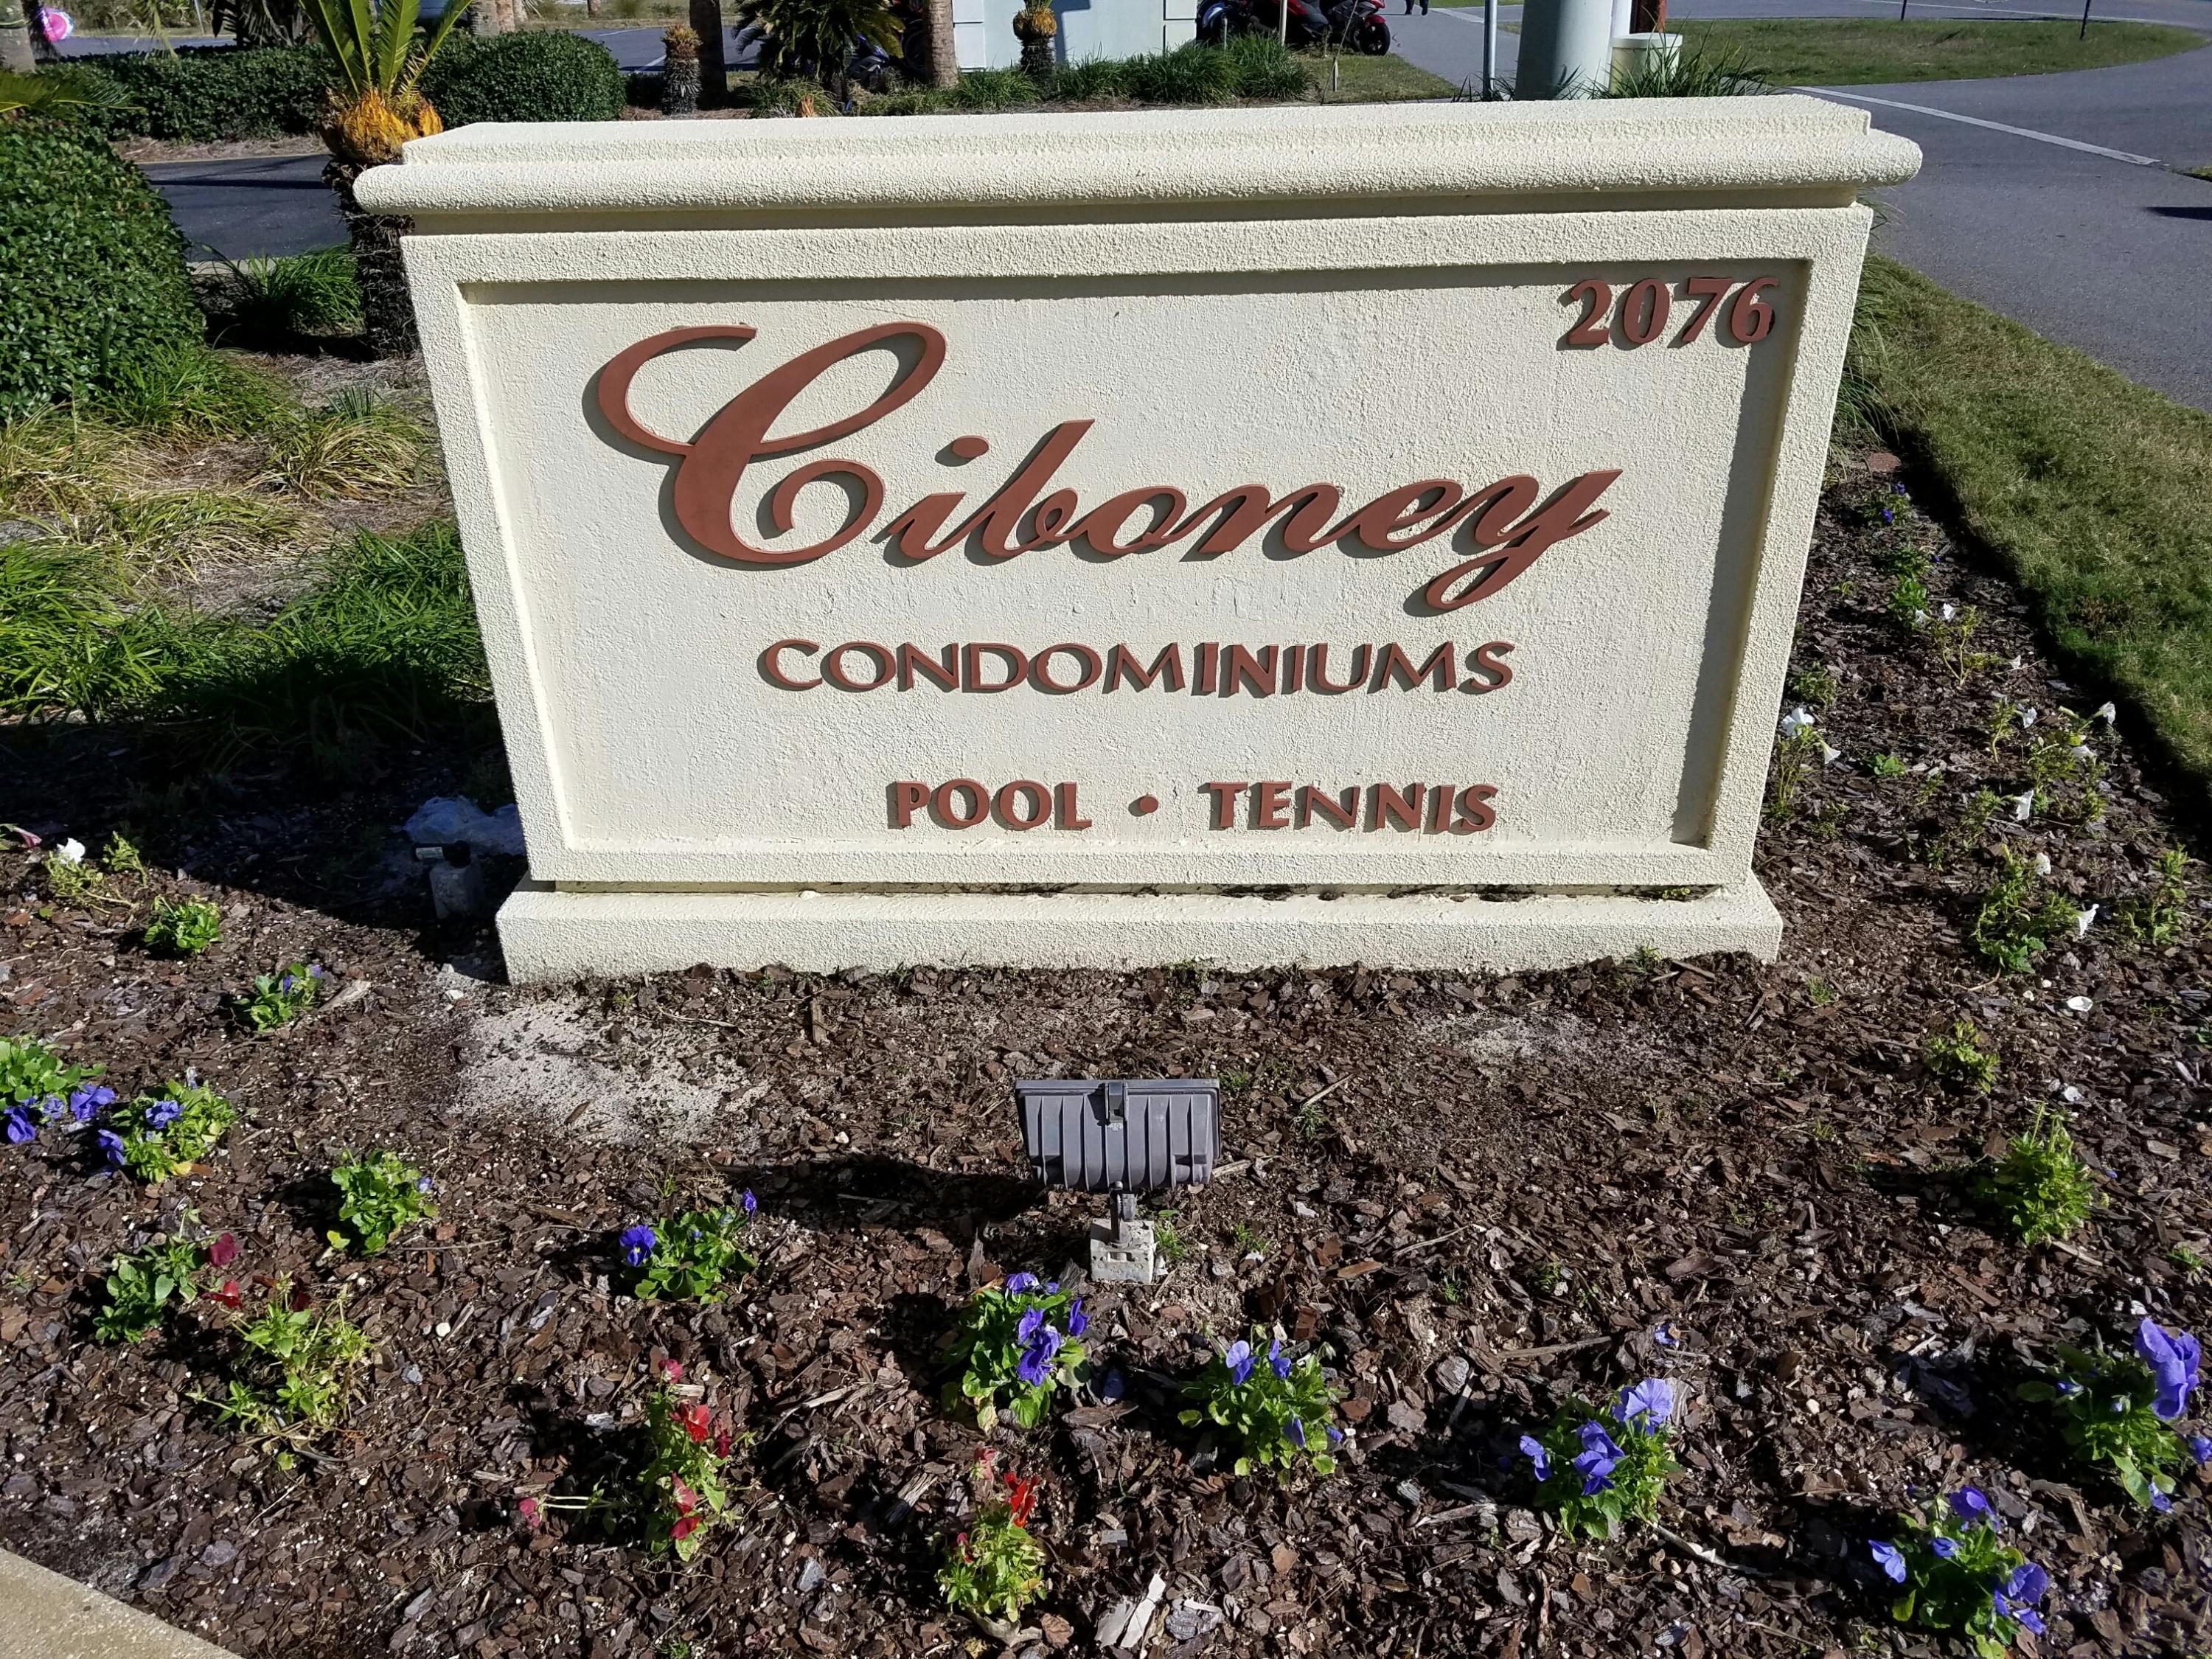 2076
Ciboney
CONDOMINIUMS
POOL • TENNIS